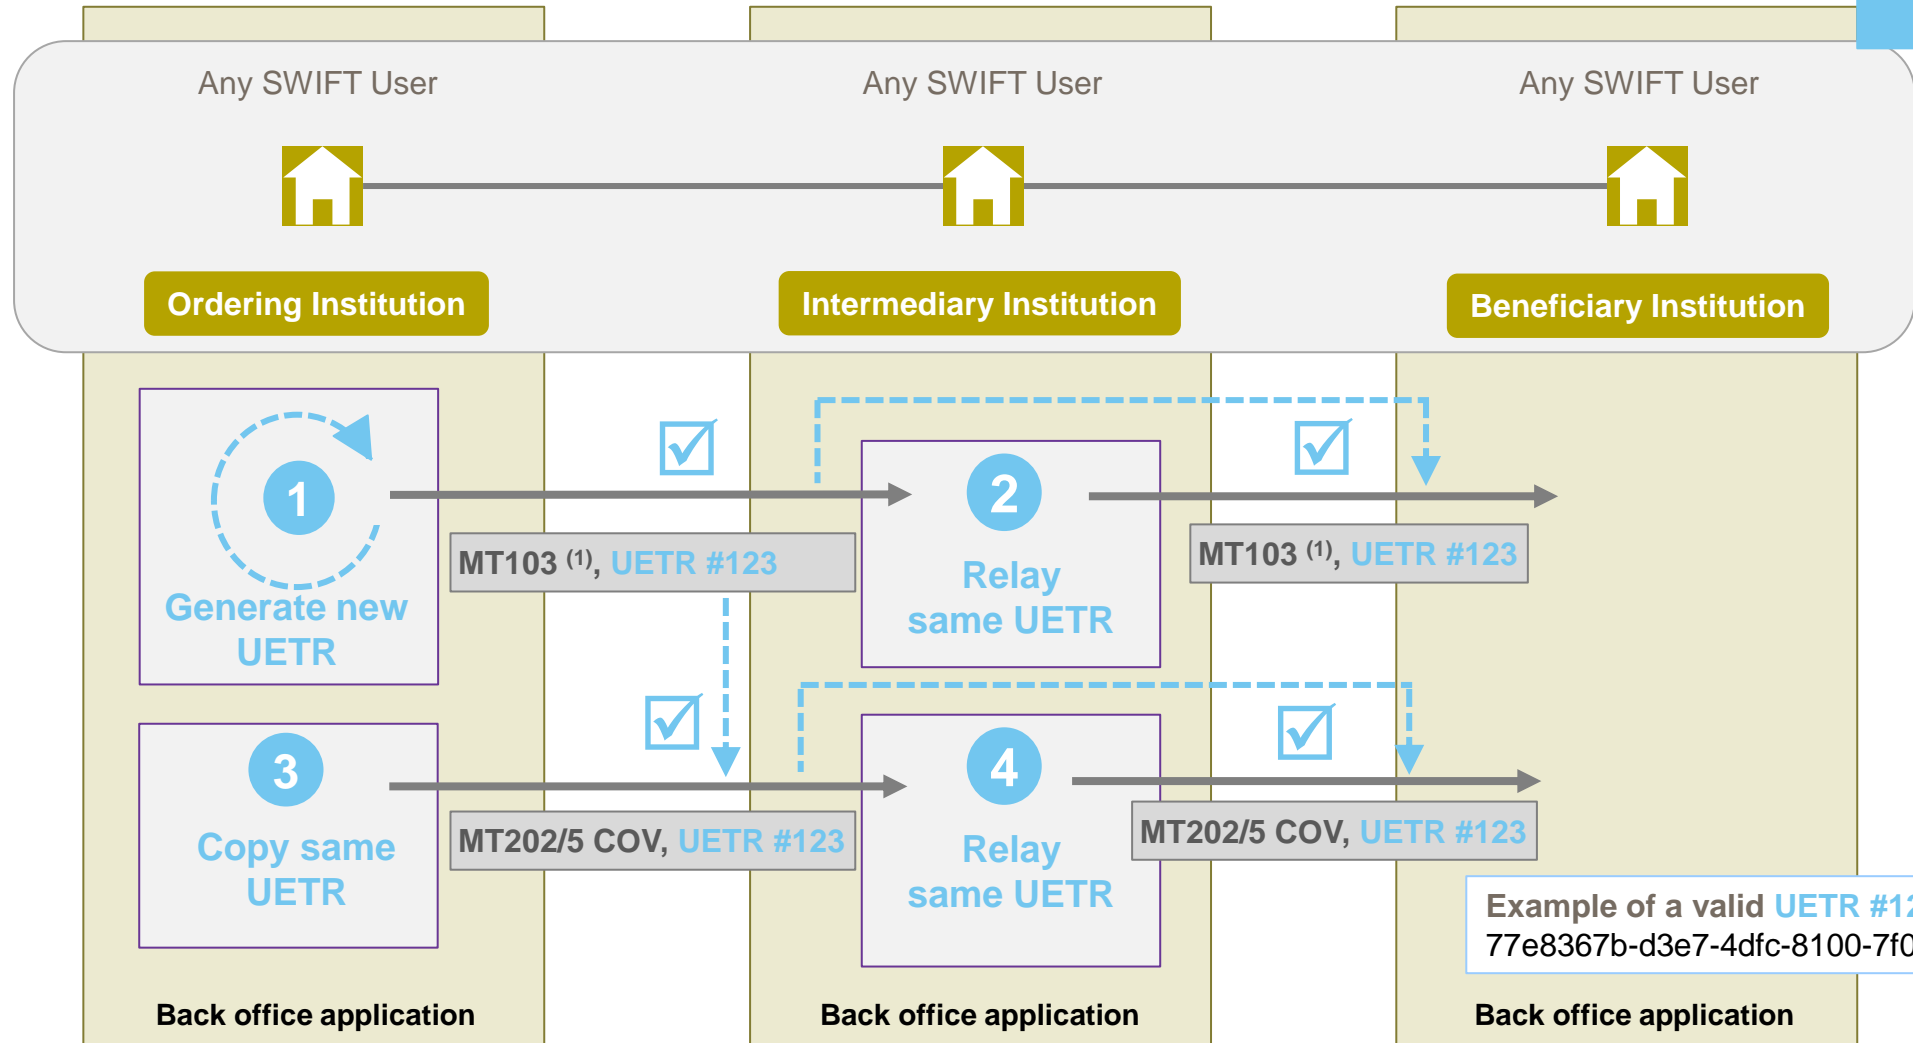 Any SWIFT User
Any SWIFT User
Any SWIFT User
Ordering Institution
Intermediary Institution
Beneficiary Institution
1
Generate new
UETR
MT103 (1), UETR #123
2
Relay
same UETR
MT103 (1), UETR #123
3
Copy same
UETR
MT202/5 COV, UETR #123
4
Relay
same UETR
MT202/5 COV, UETR #123
Example of a valid UETR #12
77e8367b-d3e7-4dfc-8100-7f0
Back office application
Back office application
Back office application